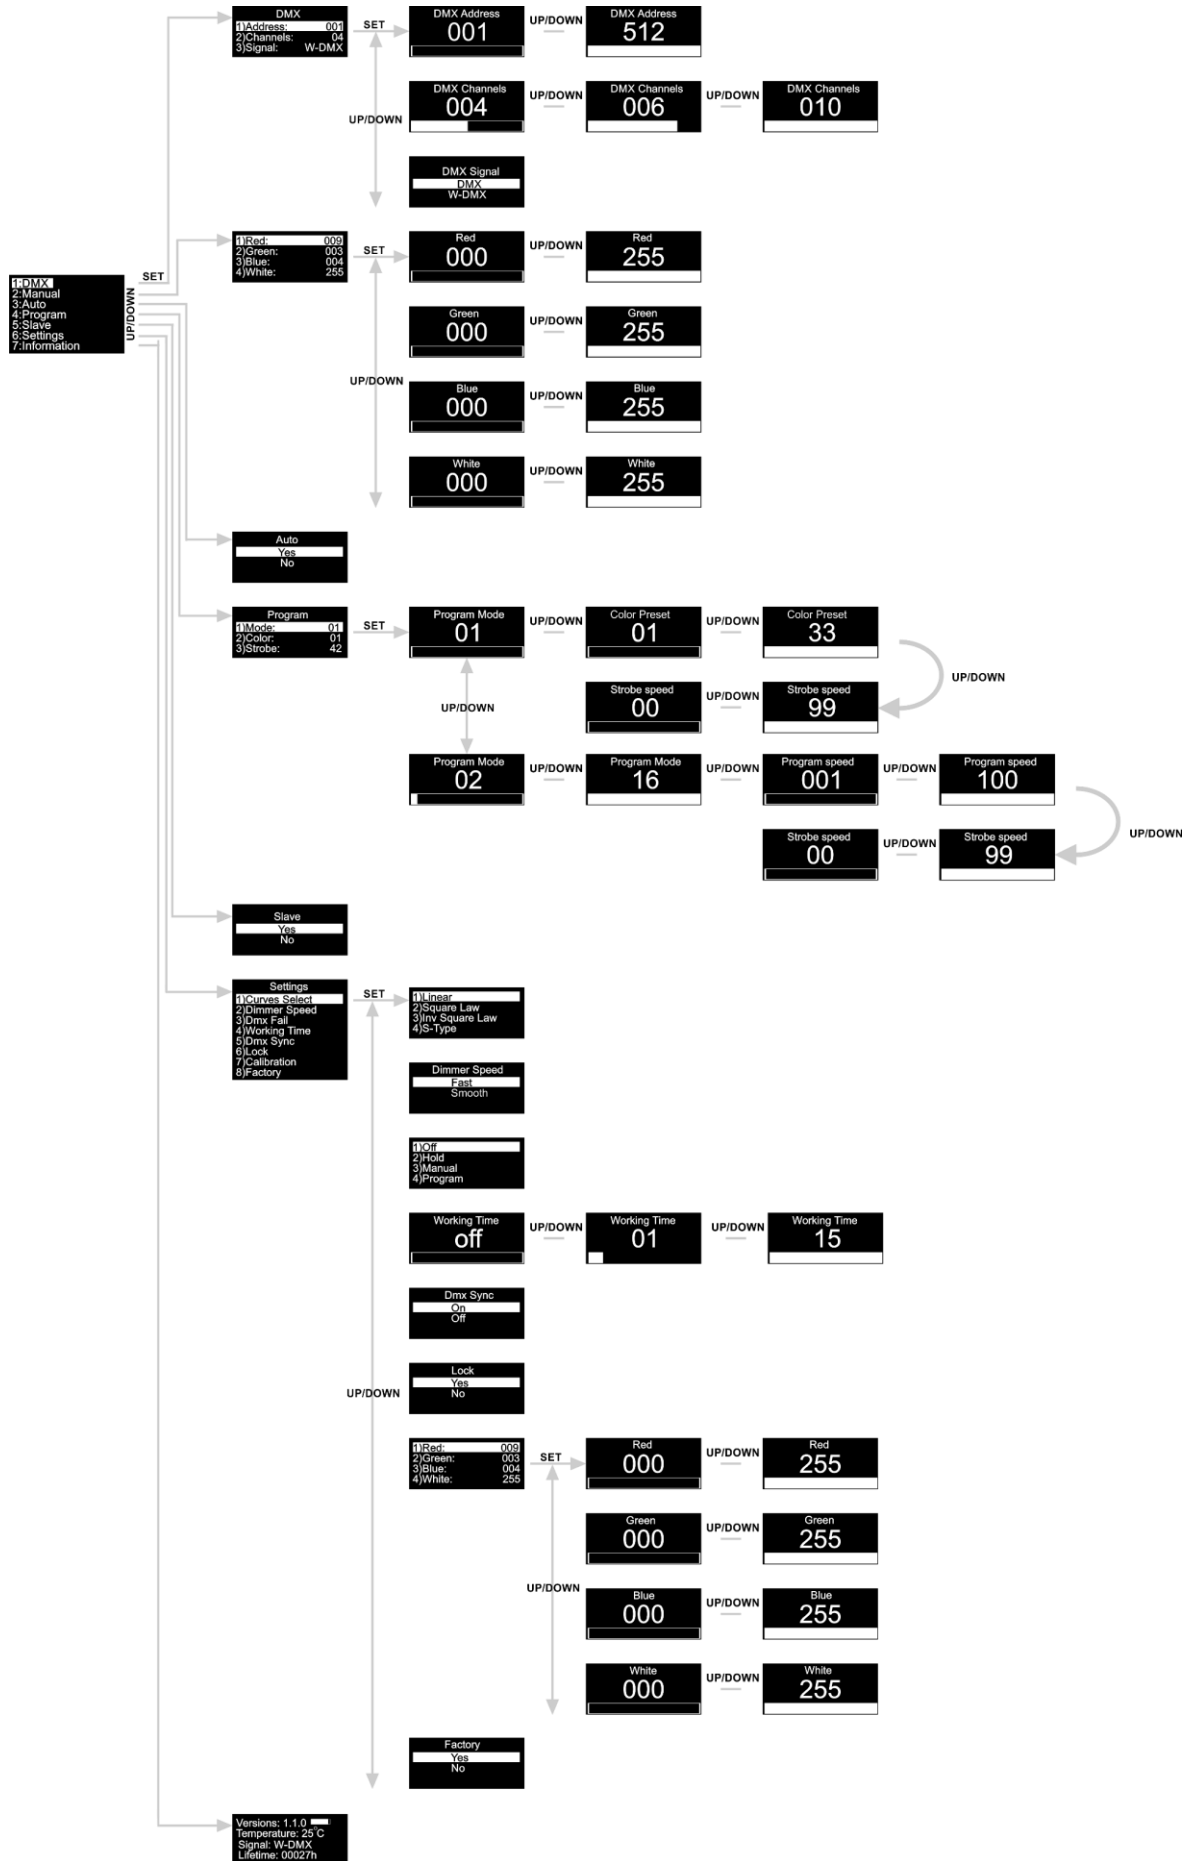 DMX
1)Address: 001
2)Channels: 04
3)Signal: W-DMX
SET
DMX Address
001
UP/DOWN
DMX Address
512
DMX Channels
004
UP/DOWN
DMX Channels
006
UP/DOWN
DMX Channels
010
UP/DOWN
DMX Signal
DMX
W-DMX
1:DMX
2:Manual
3:Auto
4:Program
5:Slave
6:Settings
7:Information
SET
UP/DOWN
1)Red: 009
2)Green: 003
3)Blue: 004
4)White: 255
SET
Red
000
UP/DOWN
Red
255
Green
000
UP/DOWN
Green
255
UP/DOWN
Blue
000
UP/DOWN
Blue
255
White
000
UP/DOWN
White
255
Auto
Yes
No
Program
1)Mode: 01
2)Color: 01
3)Strobe: 42
SET
Program Mode
01
UP/DOWN
Color Preset
01
UP/DOWN
Color Preset
33
UP/DOWN
Strobe speed
00
UP/DOWN
Strobe speed
99
UP/DOWN
Program Mode
02
UP/DOWN
Program Mode
16
UP/DOWN
Program speed
001
UP/DOWN
Program speed
100
UP/DOWN
Strobe speed
00
UP/DOWN
Strobe speed
99
Slave
Yes
No
Settings
1)Curves Select
2)Dimmer Speed
3)Dmx Fail
4)Working Time
5)Dmx Sync
6)Lock
7)Calibration
8)Factory
SET
1)Linear
2)Square Law
3)Inv Square Law
4)S-Type
Dimmer Speed
Fast
Smooth
1)Off
2)Hold
3)Manual
4)Program
Working Time
off
UP/DOWN
Working Time
01
UP/DOWN
Working Time
15
Dmx Sync
On
Off
UP/DOWN
Lock
Yes
No
1)Red: 009
2)Green: 003
3)Blue: 004
4)White: 255
SET
Red
000
UP/DOWN
Red
255
Green
000
UP/DOWN
Green
255
UP/DOWN
Blue
000
UP/DOWN
Blue
255
White
000
UP/DOWN
White
255
Factory
Yes
No
Versions: 1.1.0
Temperature: 25°C
Signal: W-DMX
Lifetime: 00027h